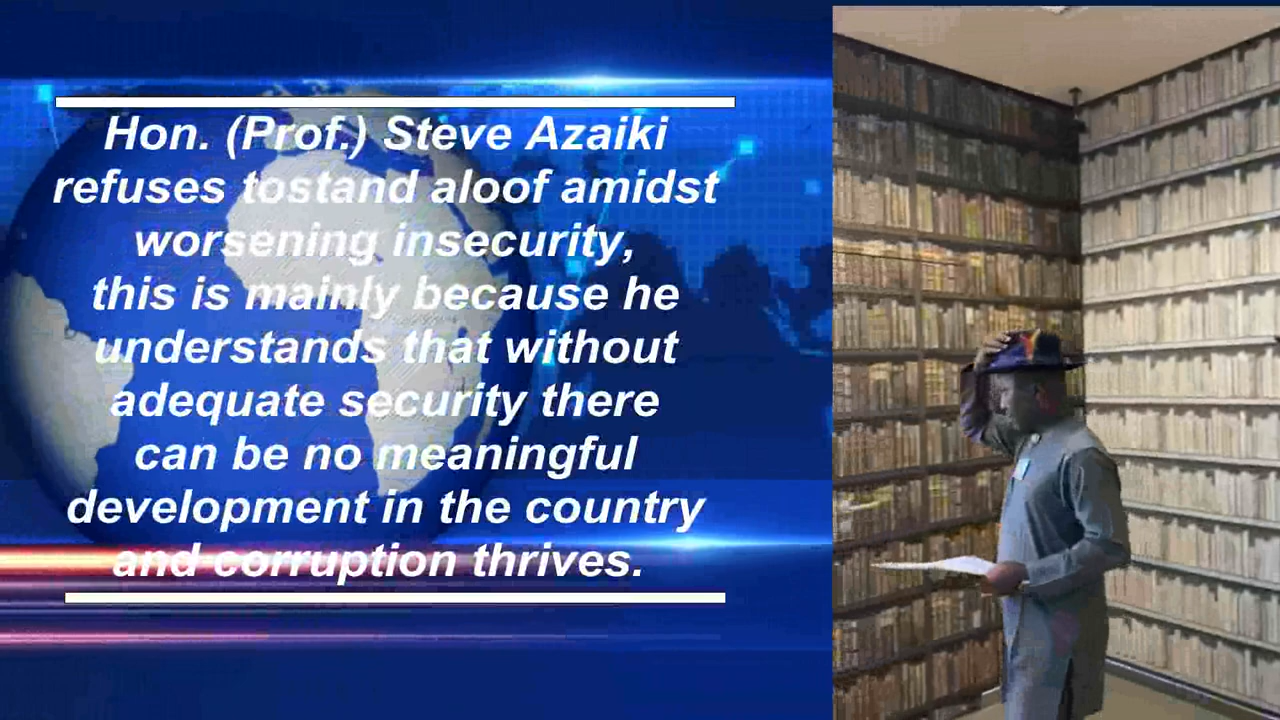 Hon. (Prof.) Steve Azaiki
refuses tostand aloof amidst
worsening insecurity,
this is mainly because he
understands that without
adequate security there
can be no meaningful
development in the country
and corruption thrives.